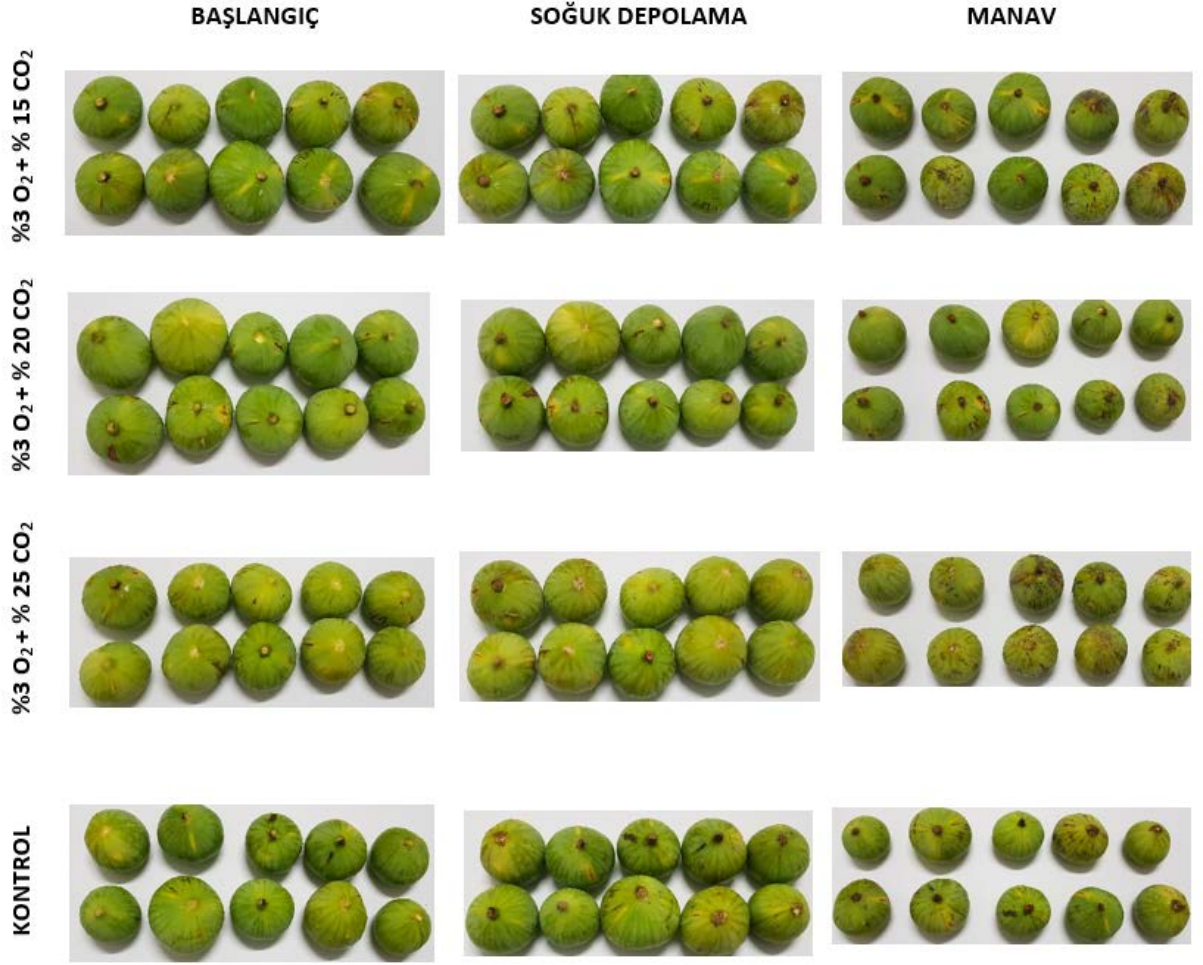 BAŞLANGIÇ SOĞUK DEPOLAMA MANAV
%3 O₂ + % 15 CO₂
%3 O₂ + % 20 CO₂
%3 O₂ + % 25 CO₂
KONTROL